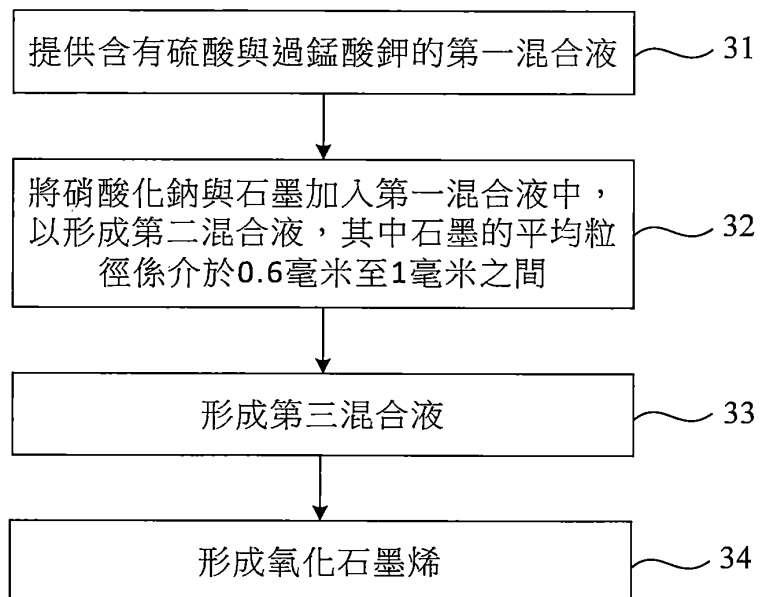 提供含有硫酸與過錳酸鉀的第一混合液
31
將硝酸化鈉與石墨加入第一混合液中，
以形成第二混合液，其中石墨的平均粒
徑係介於0.6毫米至1毫米之間
32
形成第三混合液
33
形成氧化石墨烯
34